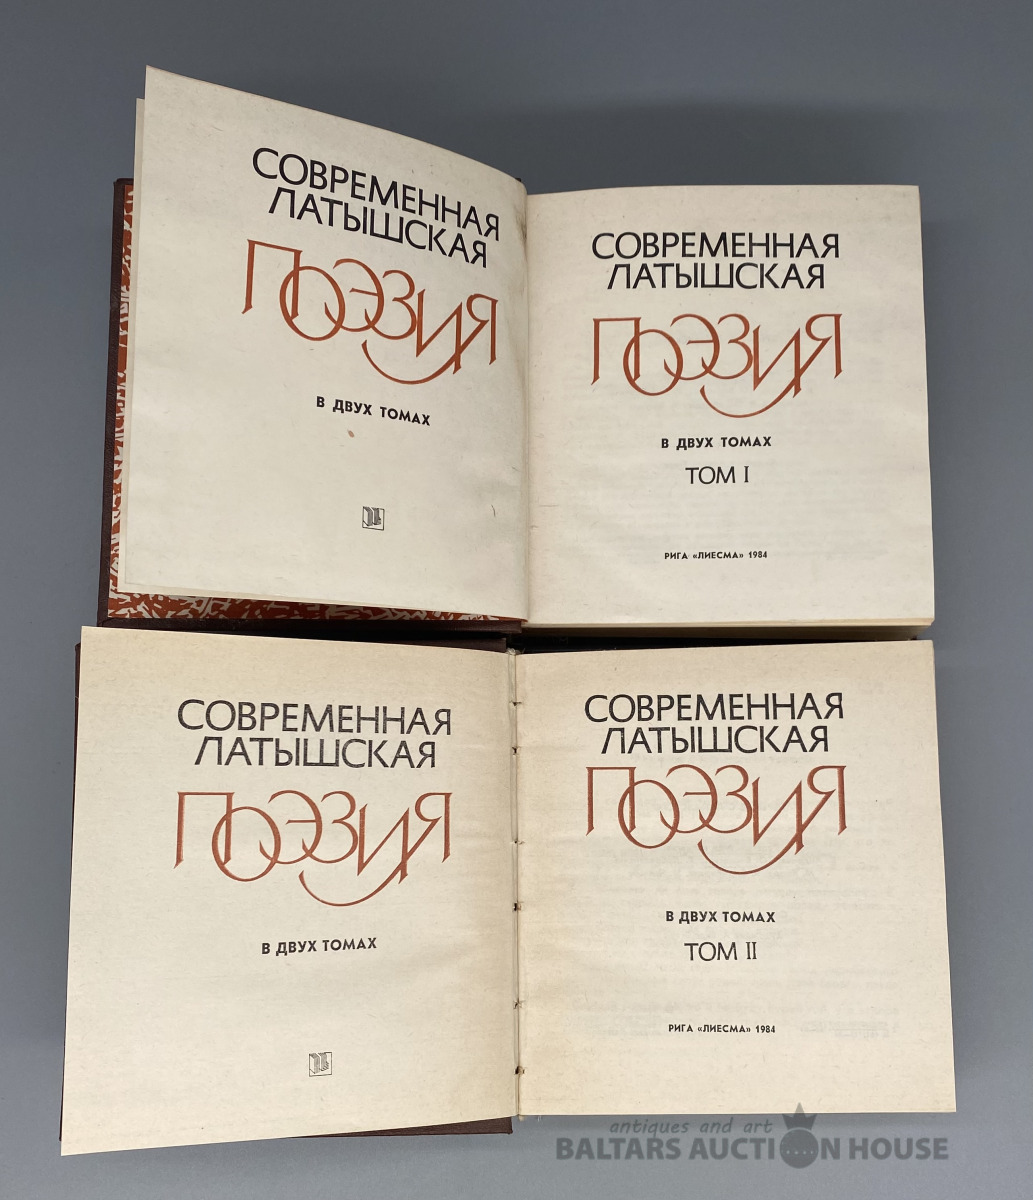 СОВРЕМЕННАЯ
ЛАТЫШСКАЯ
ПОЭЗИЯ
В ДВУХ ТОМАХ
СОВРЕМЕННАЯ
ЛАТЫШСКАЯ
ПОЭЗИЯ
В ДВУХ ТОМАХ
ТОМ I
РИГА «ЛИЕСМА» 1984
СОВРЕМЕННАЯ
ЛАТЫШСКАЯ
ПОЭЗИЯ
В ДВУХ ТОМАХ
СОВРЕМЕННАЯ
ЛАТЫШСКАЯ
ПОЭЗИЯ
В ДВУХ ТОМАХ
ТОМ II
РИГА «ЛИЕСМА» 1984
antiques and art
BALTARS AUCTION HOUSE